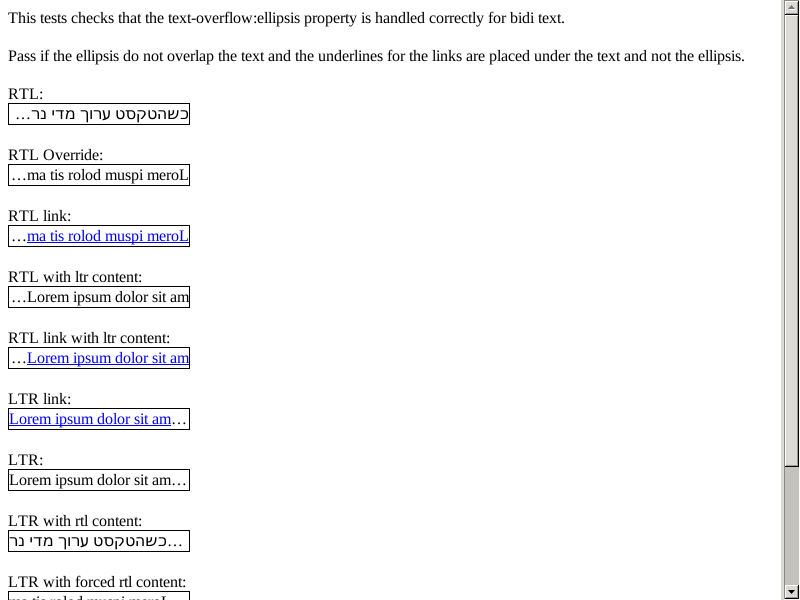 This tests checks that the text-overflow:ellipsis property is handled correctly for bidi text.
Pass if the ellipsis do not overlap the text and the underlines for the links are placed under the text and not the ellipsis.
RTL:
כשהטקסט ערוך מדי נר…
RTL Override:
…ma tis rolod muspi meroL
RTL link:
…ma tis rolod muspi meroL
RTL with ltr content:
…Lorem ipsum dolor sit am
RTL link with ltr content:
…Lorem ipsum dolor sit am
LTR link:
Lorem ipsum dolor sit am…
LTR:
Lorem ipsum dolor sit am…
LTR with rtl content:
כשהטקסט ערוך מדי נר…
LTR with forced rtl content:
ma tis rolod muspi meroL…